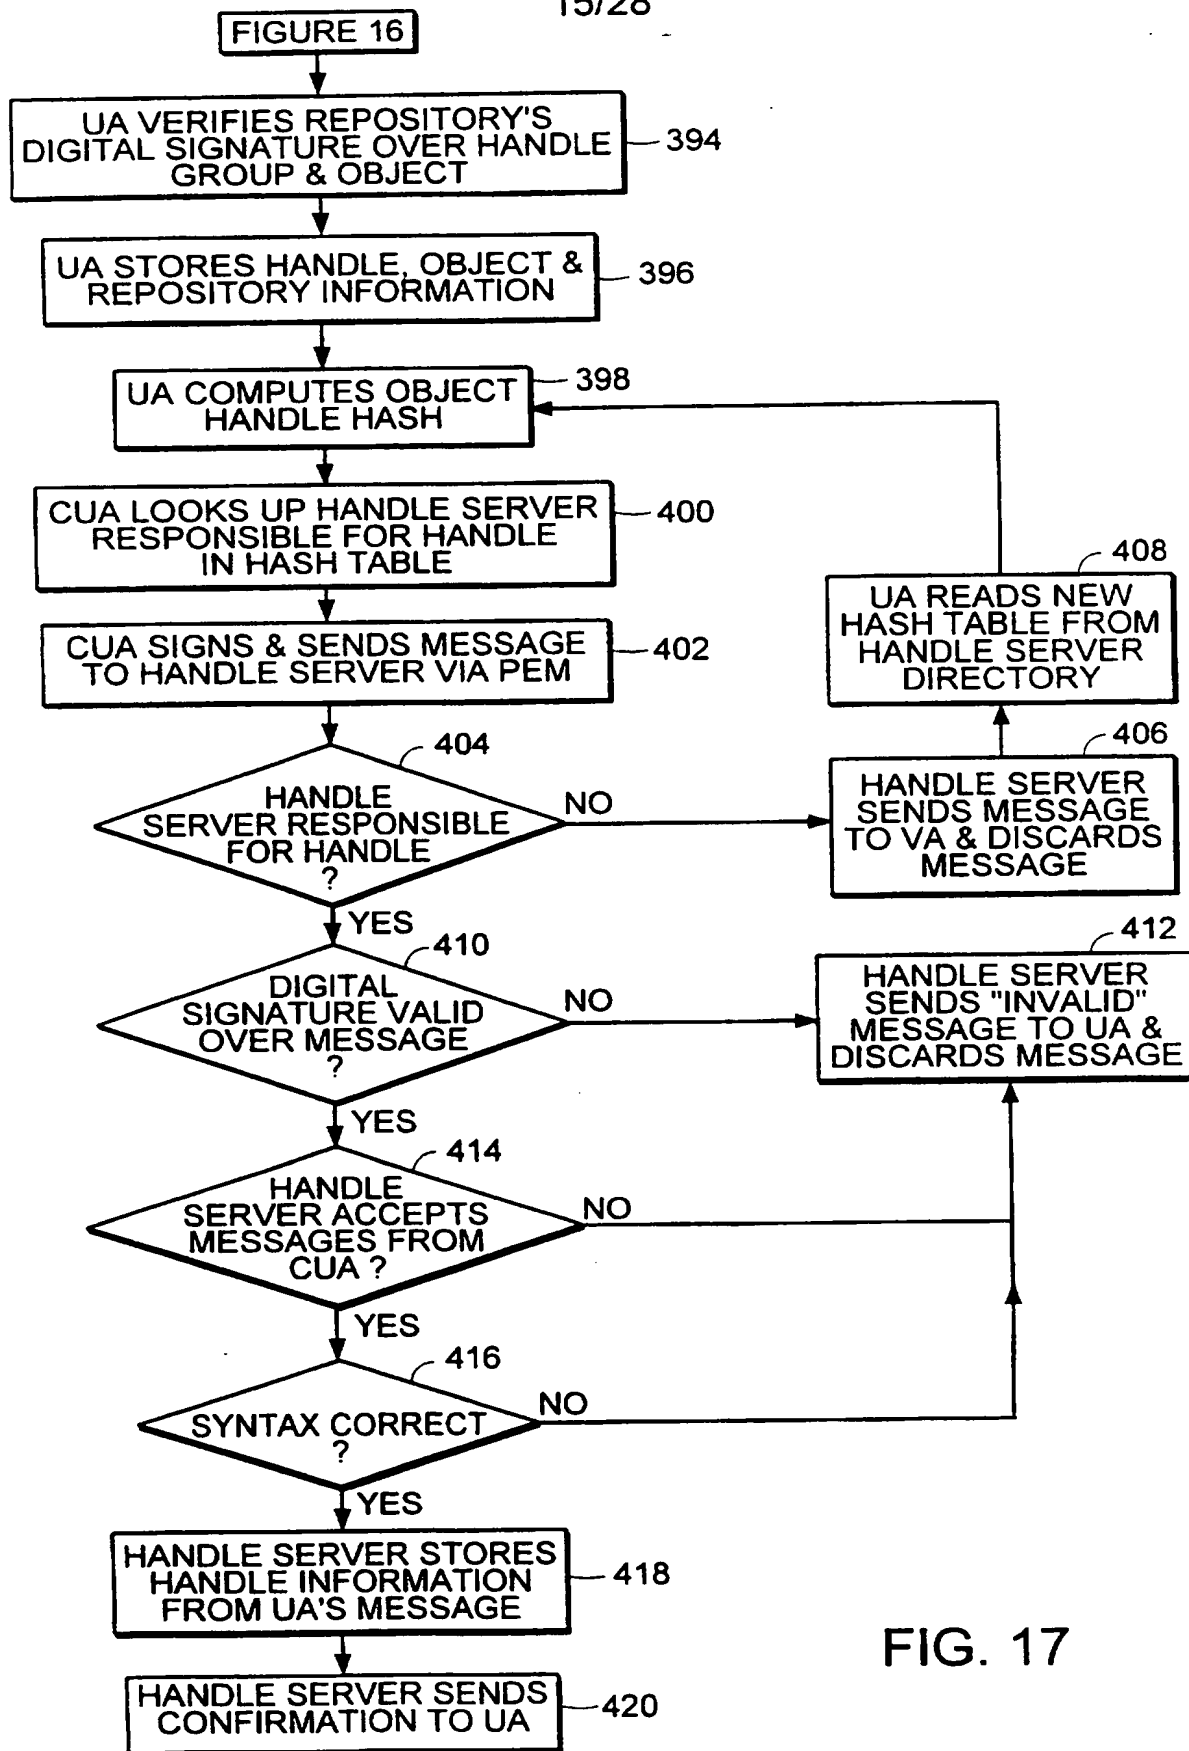 15/28
FIGURE 16
UA VERIFIES REPOSITORY'S
DIGITAL SIGNATURE OVER HANDLE
GROUP & OBJECT
394
UA STORES HANDLE, OBJECT &
REPOSITORY INFORMATION
396
UA COMPUTES OBJECT
HANDLE HASH
398
CUA LOOKS UP HANDLE SERVER
RESPONSIBLE FOR HANDLE
IN HASH TABLE
400
CUA SIGNS & SENDS MESSAGE
TO HANDLE SERVER VIA PEM
402
408
UA READS NEW
HASH TABLE FROM
HANDLE SERVER
DIRECTORY
404
HANDLE
SERVER RESPONSIBLE
FOR HANDLE
?
NO
YES
406
HANDLE SERVER
SENDS MESSAGE
TO VA & DISCARDS
MESSAGE
410
DIGITAL
SIGNATURE VALID
OVER MESSAGE
?
NO
YES
412
HANDLE SERVER
SENDS "INVALID"
MESSAGE TO UA &
DISCARDS MESSAGE
414
HANDLE
SERVER ACCEPTS
MESSAGES FROM
CUA ?
NO
YES
416
SYNTAX CORRECT
?
NO
YES
HANDLE SERVER STORES
HANDLE INFORMATION
FROM UA'S MESSAGE
418
HANDLE SERVER SENDS
CONFIRMATION TO UA
420
FIG. 17